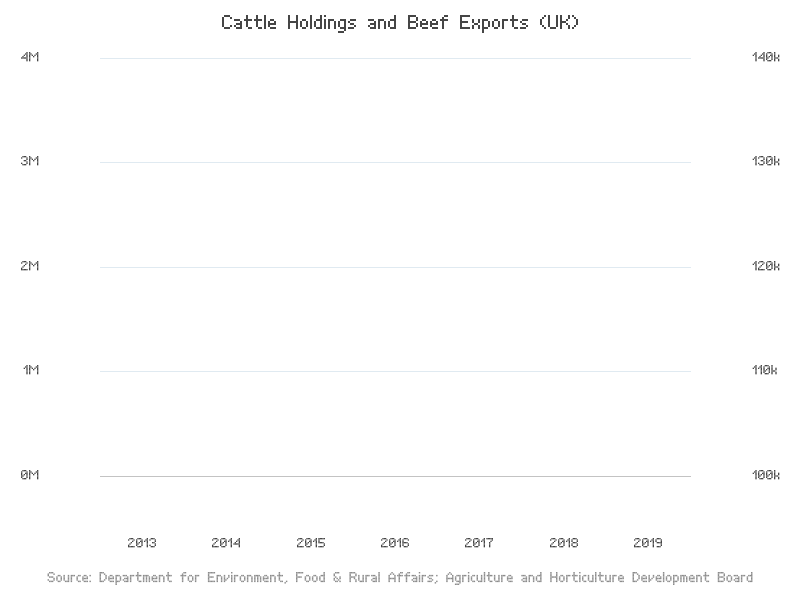 Cattle Holdings and Beef Exports (UK)
4M 140k
3M 130k
2M 120k
1M 110k
0M 100k
2013 2014 2015 2016 2017 2018 2019
Source: Department for Environment, Food & Rural Affairs; Agriculture and Horticulture Development Board